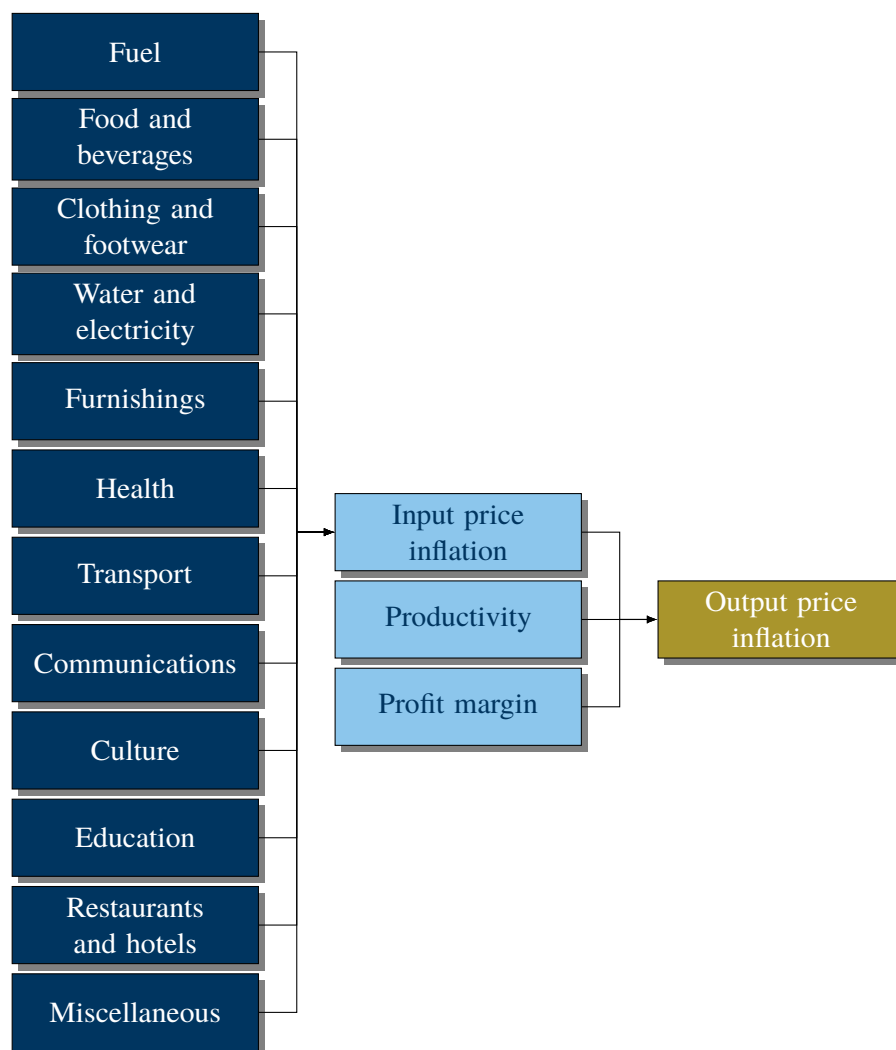 Fuel
Food and
beverages
Clothing and
footwear
Water and
electricity
Furnishings
Health
Transport
Communications
Culture
Education
Restaurants
and hotels
Miscellaneous
Input price
inflation
Productivity
Profit margin
Output price
inflation